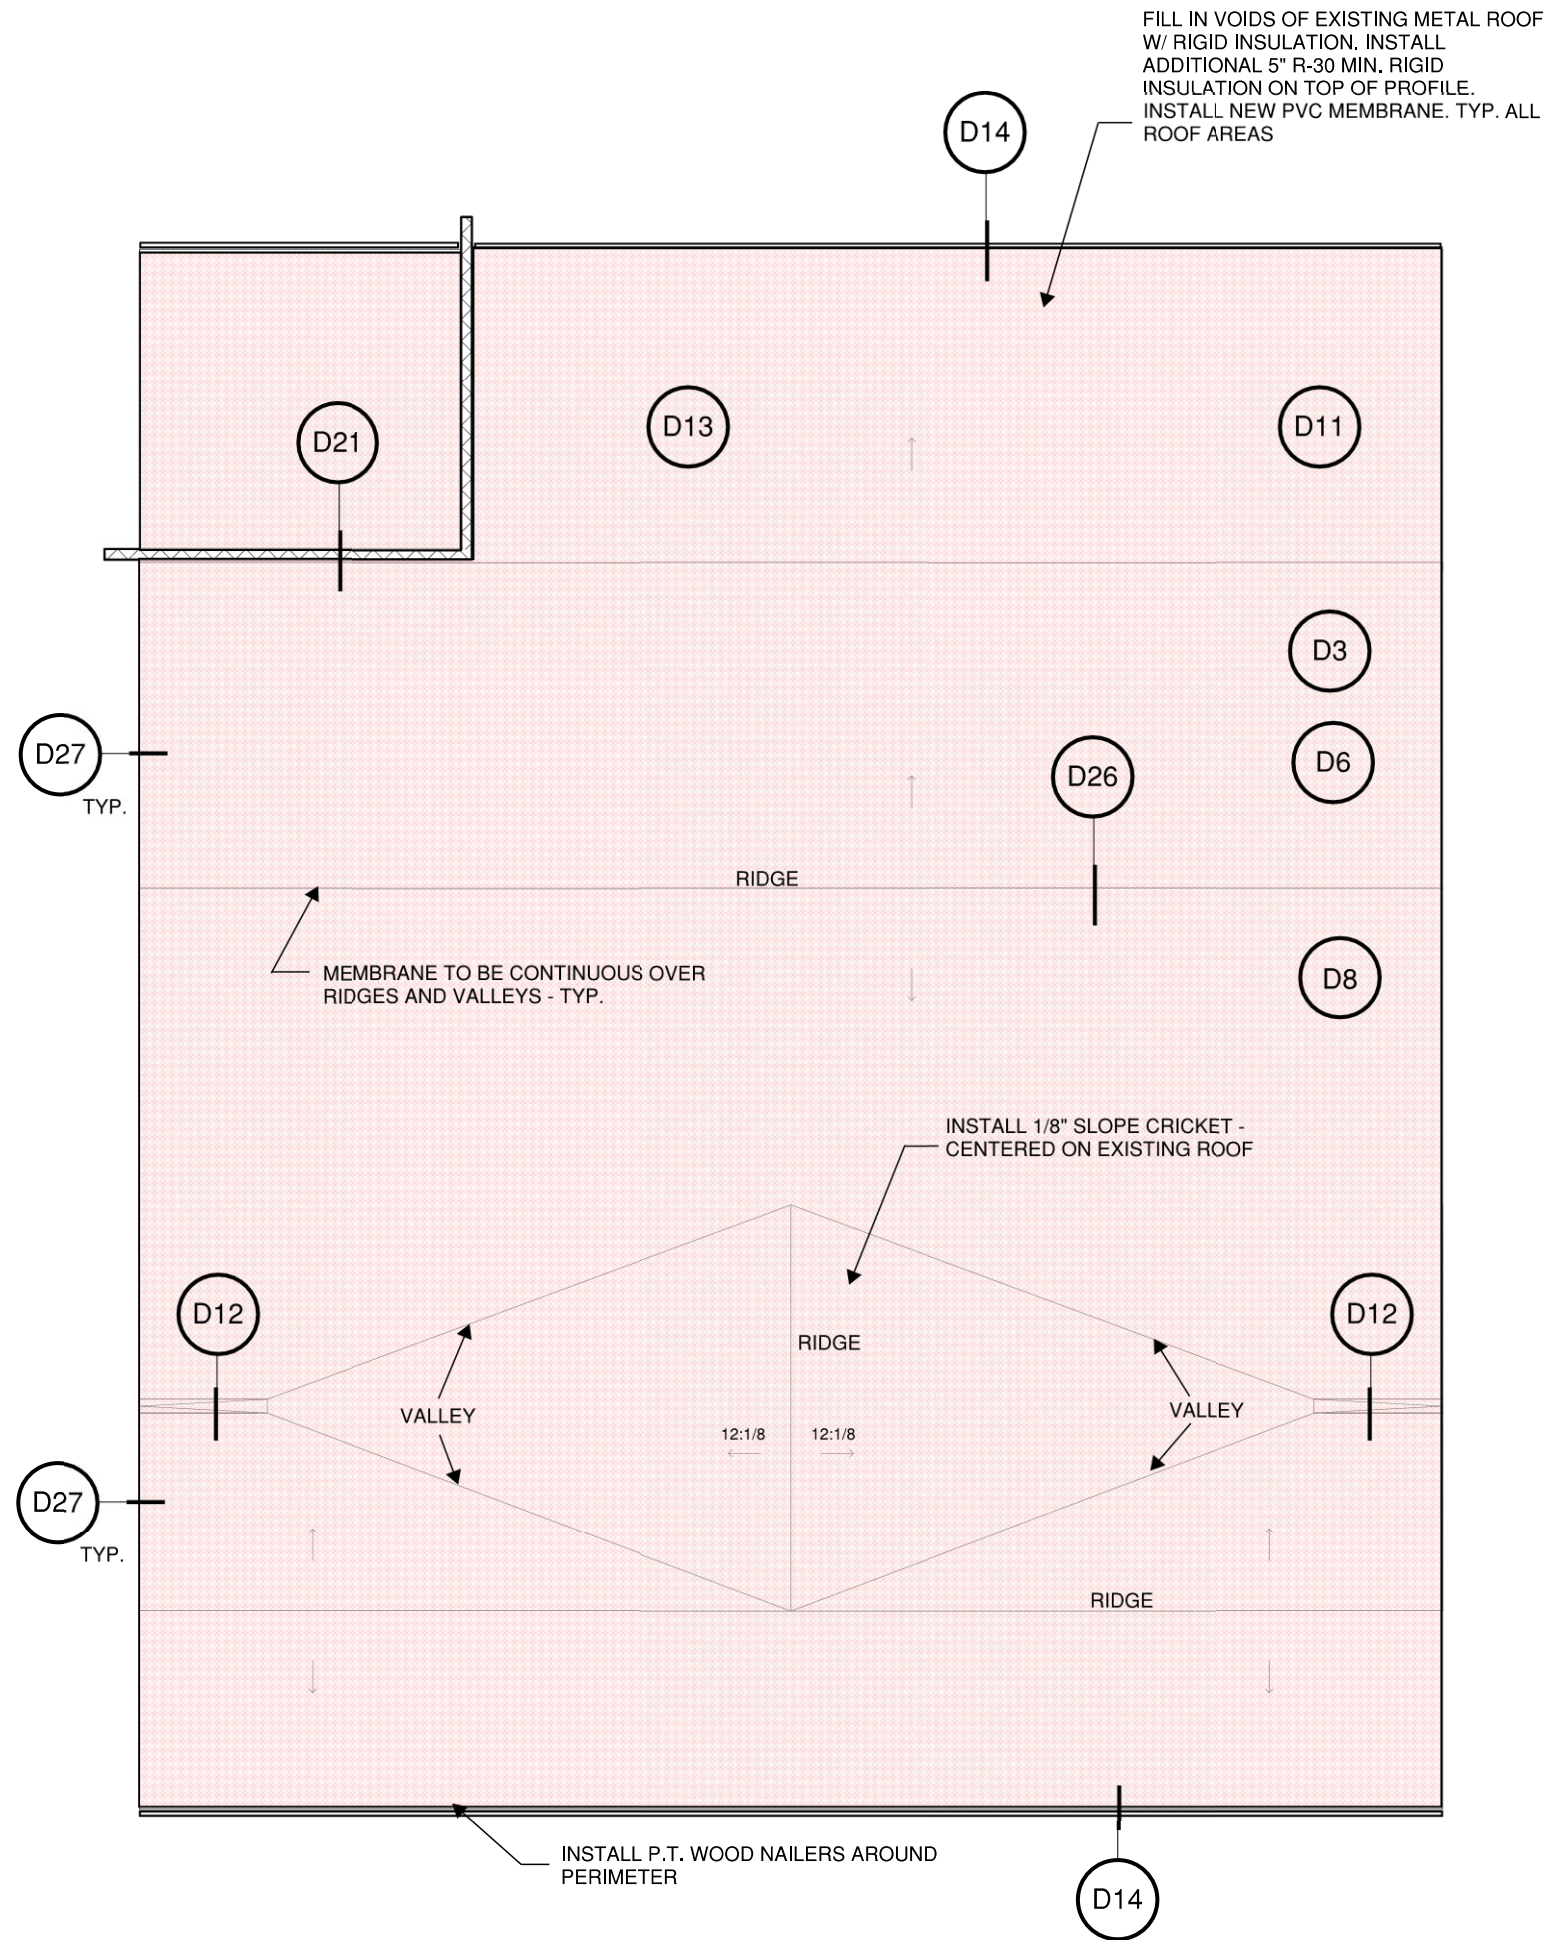 FILL IN VOIDS OF EXISTING METAL ROOF
W/ RIGID INSULATION. INSTALL
ADDITIONAL 5" R-30 MIN. RIGID
INSULATION ON TOP OF PROFILE.
INSTALL NEW PVC MEMBRANE. TYP. ALL
ROOF AREAS
D14
D13
D11
D21
D3
D27
TYP.
D26
D6
RIDGE
MEMBRANE TO BE CONTINUOUS OVER
RIDGES AND VALLEYS - TYP.
D8
INSTALL 1/8" SLOPE CRICKET -
CENTERED ON EXISTING ROOF
D12
D12
RIDGE
VALLEY
VALLEY
12:1/8
12:1/8
D27
TYP.
RIDGE
INSTALL P.T. WOOD NAILERS AROUND
PERIMETER
D14